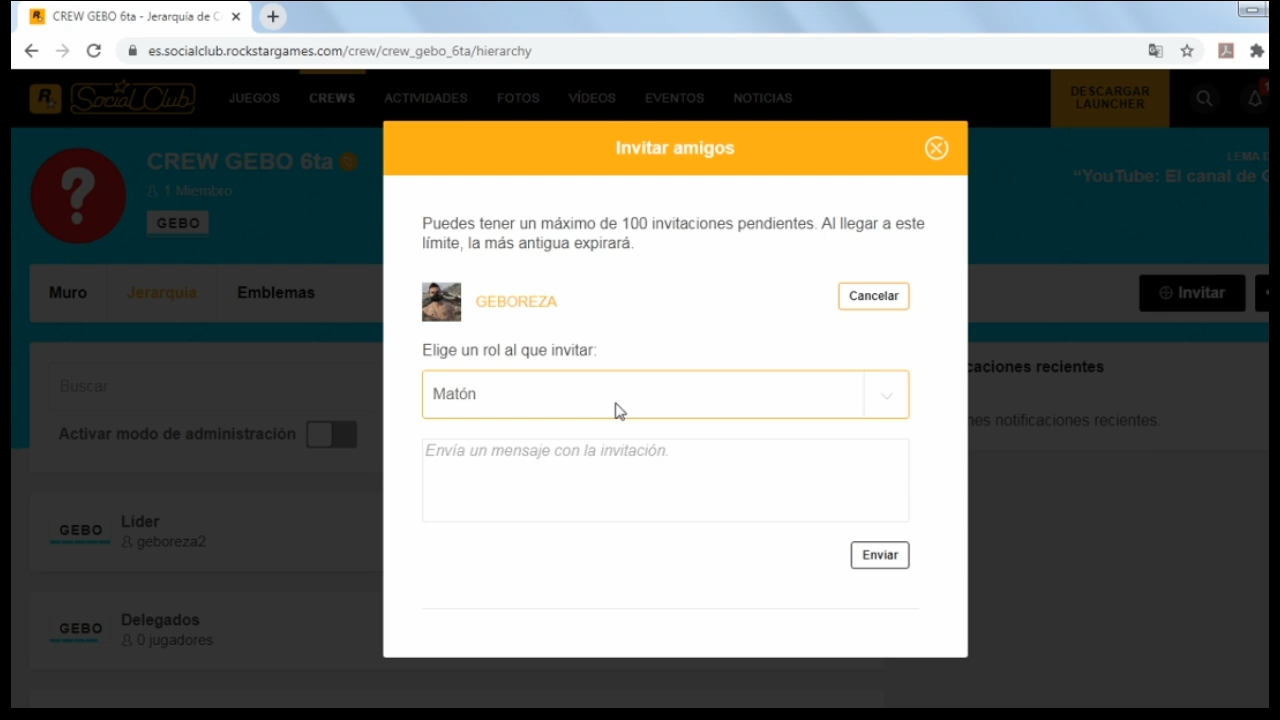 CREW GEBO 6ta - Jerarquía de C
es.socialclub.rockstargames.com/crew/crew_gebo_6ta/hierarchy
R
Social Club
JUEGOS
CREWS
ACTIVIDADES
FOTOS
VÍDEOS
EVENTOS
NOTICIAS
DESCARGAR
LAUNCHER
1
CREW GEBO 6ta
1 Miembro
GEBO
LEMA D
“YouTube: El canal de G
Muro
Jerarquía
Emblemas
Invitar
Invitar amigos
Puedes tener un máximo de 100 invitaciones pendientes. Al llegar a este
límite, la más antigua expirará.
GEBOREZA
Cancelar
Elige un rol al que invitar:
Matón
Envía un mensaje con la invitación.
Enviar
Buscar
Activar modo de administración
caciones recientes
nes notificaciones recientes.
GEBO
Líder
geboreza2
GEBO
Delegados
0 jugadores